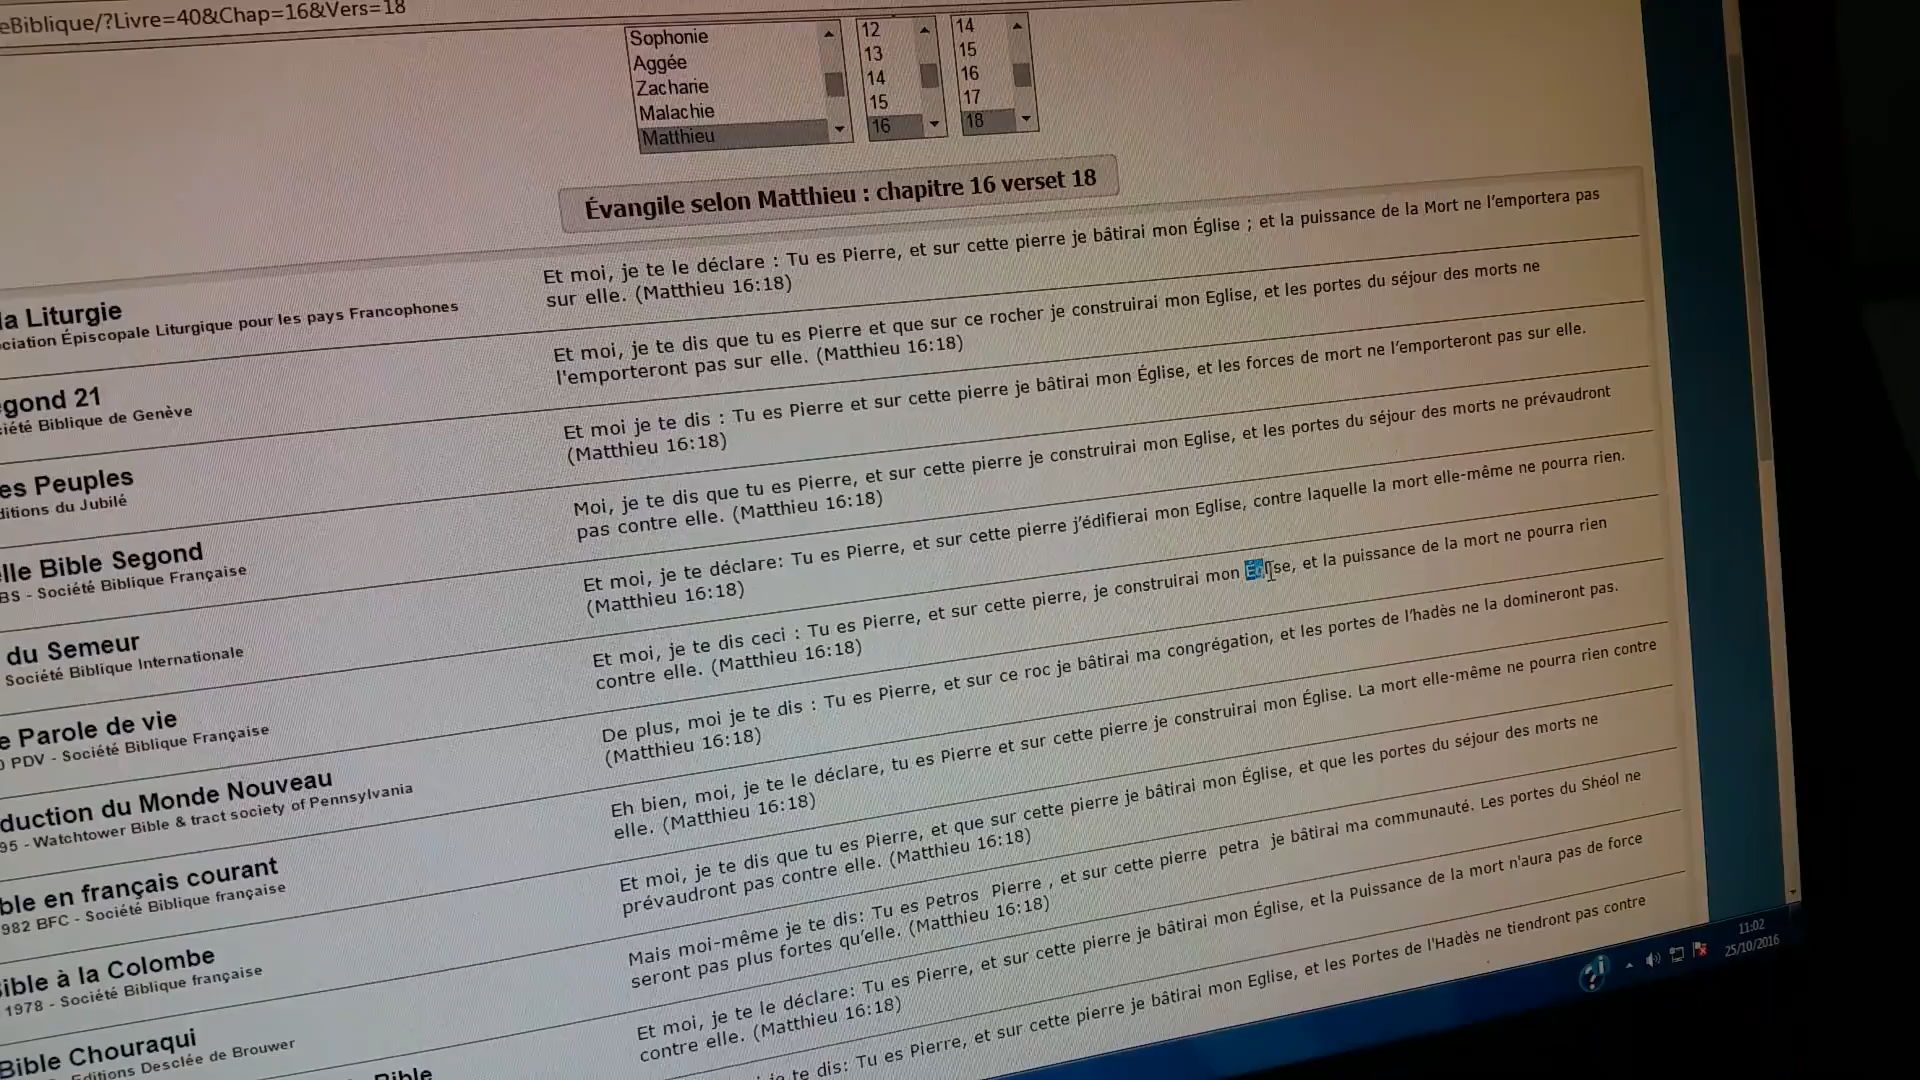 eBiblique/?Livre=40&Chap=16&Vers=18
Sophonie
Aggée
Zacharie
Malachie
Matthieu
12
13
14
15
16
14
15
16
17
18
Évangile selon Matthieu : chapitre 16 verset 18
la Liturgie
ciation Épiscopale Liturgique pour les pays Francophones
Et moi, je te le déclare : Tu es Pierre, et sur cette pierre je bâtirai mon Église ; et la puissance de la Mort ne l’emportera pas
sur elle. (Matthieu 16:18)
egond 21
iété Biblique de Genève
Et moi, je te dis que tu es Pierre et que sur ce rocher je construirai mon Eglise, et les portes du séjour des morts ne
l'emporteront pas sur elle. (Matthieu 16:18)
es Peuples
ditions du Jubilé
Et moi je te dis : Tu es Pierre et sur cette pierre je bâtirai mon Église, et les forces de mort ne l’emporteront pas sur elle.
(Matthieu 16:18)
lle Bible Segond
BS - Société Biblique Française
Moi, je te dis que tu es Pierre, et sur cette pierre je construirai mon Eglise, et les portes du séjour des morts ne prévaudront
pas contre elle. (Matthieu 16:18)
du Semeur
Société Biblique Internationale
Et moi, je te déclare: Tu es Pierre, et sur cette pierre j’édifierai mon Eglise, contre laquelle la mort elle-même ne pourra rien.
(Matthieu 16:18)
e Parole de vie
0 PDV - Société Biblique Française
Et moi, je te dis ceci : Tu es Pierre, et sur cette pierre, je construirai mon Église, et la puissance de la mort ne pourra rien
contre elle. (Matthieu 16:18)
duction du Monde Nouveau
95 - Watchtower Bible & tract society of Pennsylvania
De plus, moi je te dis : Tu es Pierre, et sur ce roc je bâtirai ma congrégation, et les portes de l’hadès ne la domineront pas.
(Matthieu 16:18)
ble en français courant
982 BFC - Société Biblique française
Eh bien, moi, je te le déclare, tu es Pierre et sur cette pierre je construirai mon Église. La mort elle-même ne pourra rien contre
elle. (Matthieu 16:18)
ible à la Colombe
1978 - Société Biblique française
Et moi, je te dis que tu es Pierre, et que sur cette pierre je bâtirai mon Église, et que les portes du séjour des morts ne
prévaudront pas contre elle. (Matthieu 16:18)
Bible Chouraqui
Editions Desclée de Brouwer
Mais moi-même je te dis: Tu es Petros Pierre , et sur cette pierre petra je bâtirai ma communauté. Les portes du Shéol ne
seront pas plus fortes qu’elle. (Matthieu 16:18)
Bible
Et moi, je te le déclare: Tu es Pierre, et sur cette pierre je bâtirai mon Église, et la Puissance de la mort n'aura pas de force
contre elle. (Matthieu 16:18)
je te dis: Tu es Pierre, et sur cette pierre je bâtirai mon Eglise, et les Portes de l'Hadès ne tiendront pas contre
11:02
25/10/2016